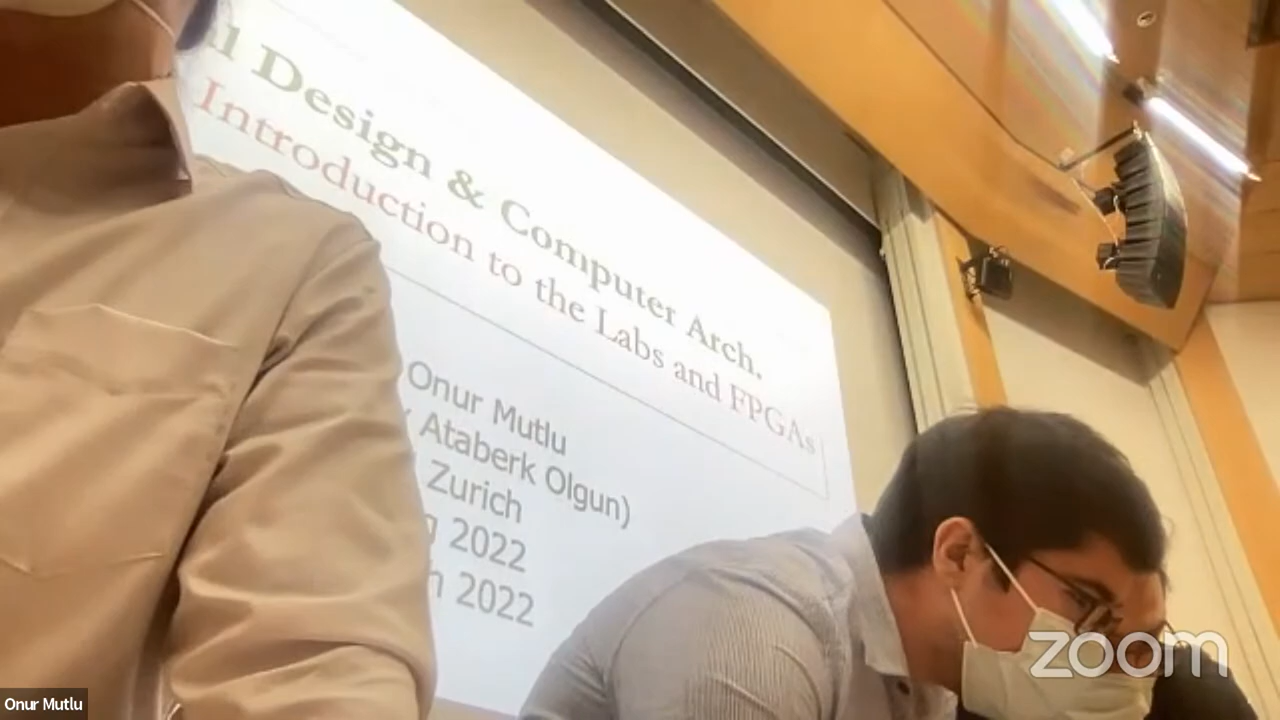 l Design & Computer Arch.
Introduction to the Labs and FPGAs
Onur Mutlu
Ataberk Olgun)
Zurich
2022
2022
zoom
Onur Mutlu